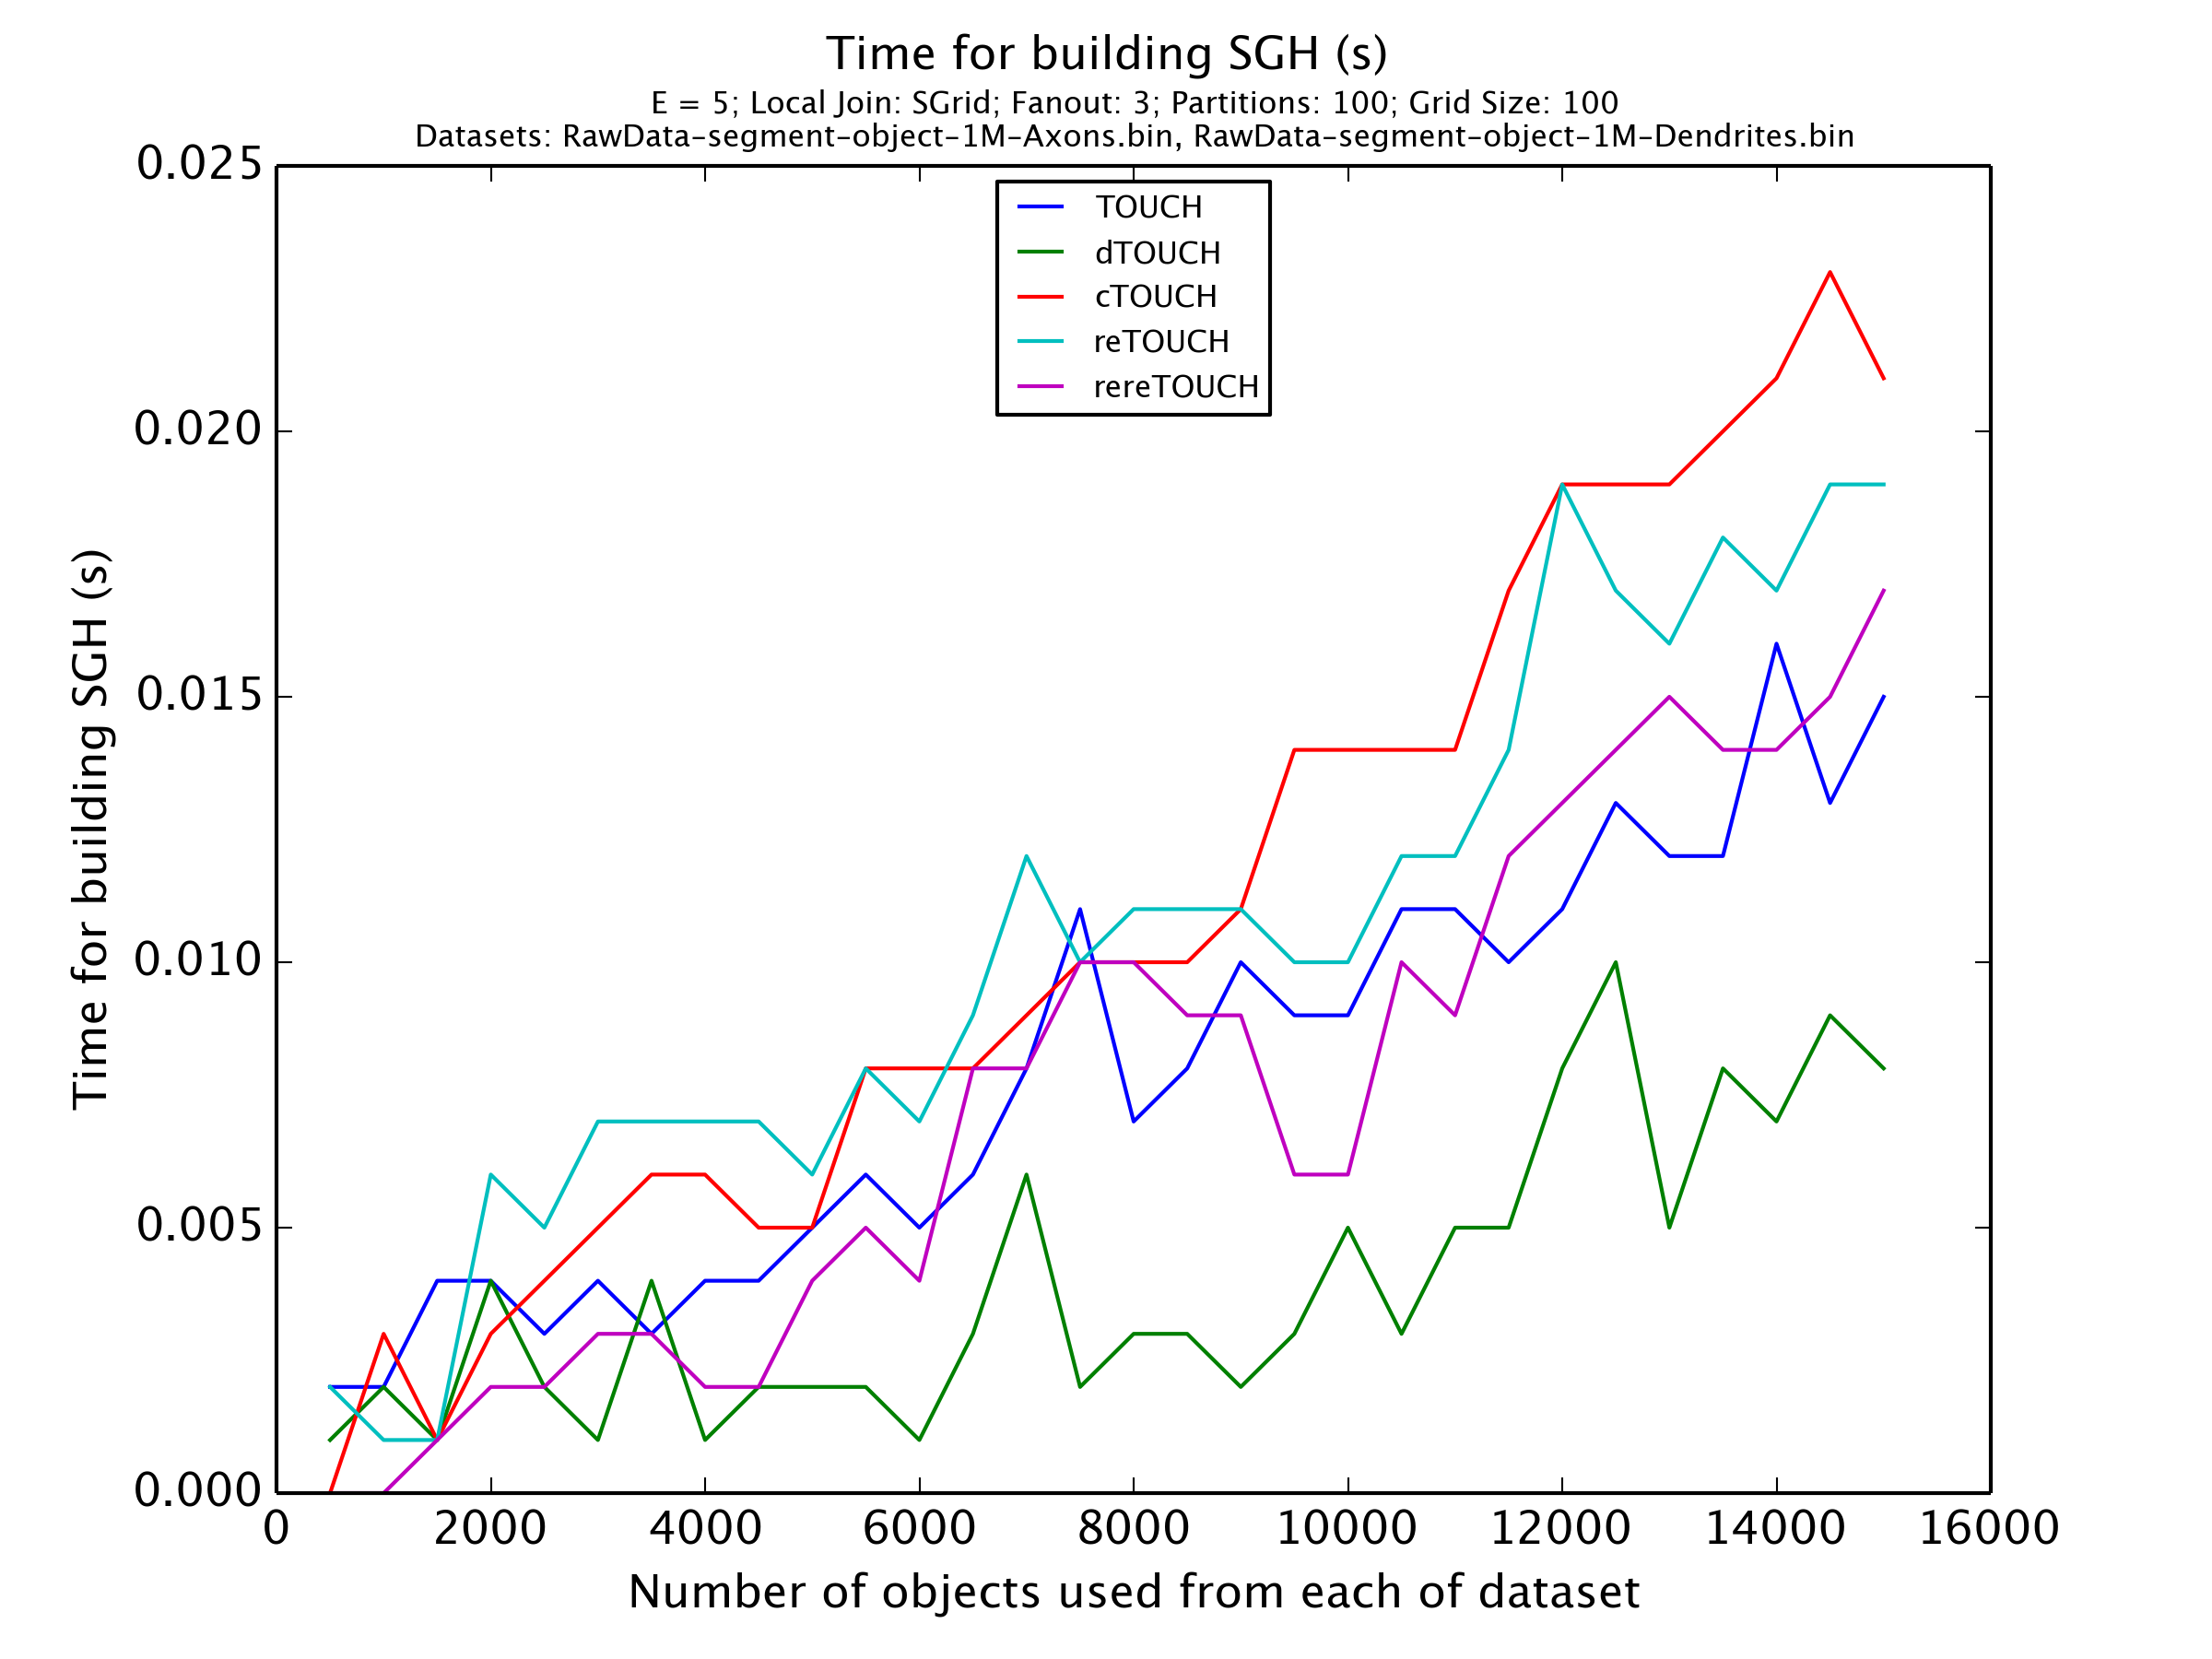 Time for building SGH (s)
E = 5; Local Join: SGrid; Fanout: 3; Partitions: 100; Grid Size: 100
Datasets: RawData-segment-object-1M-Axons.bin, RawData-segment-object-1M-Dendrites.bin
TOUCH
dTOUCH
cTOUCH
reTOUCH
rereTOUCH
Time for building SGH (s)
0.025
0.020
0.015
0.010
0.005
0.000
0 2000 4000 6000 8000 10000 12000 14000 16000
Number of objects used from each of dataset